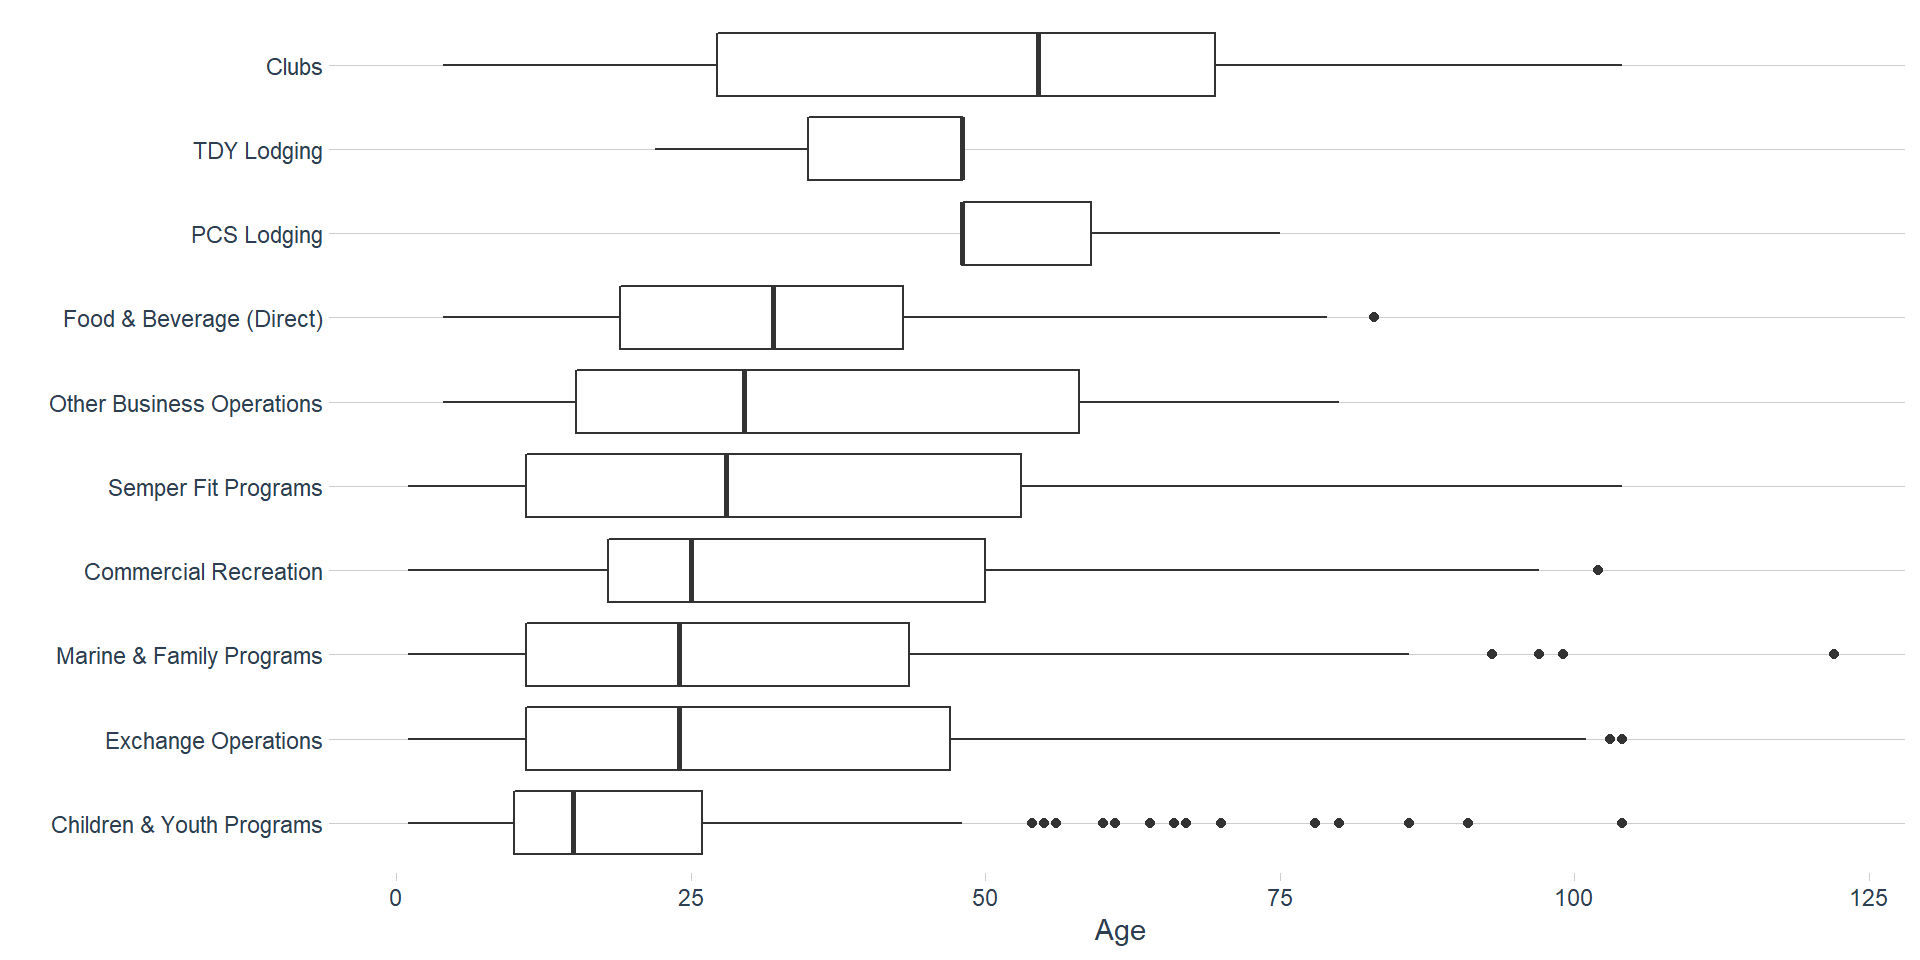 Clubs
TDY Lodging
PCS Lodging
Food & Beverage (Direct)
Other Business Operations
Semper Fit Programs
Commercial Recreation
Marine & Family Programs
Exchange Operations
Children & Youth Programs
0 25 50 75 100 125
Age